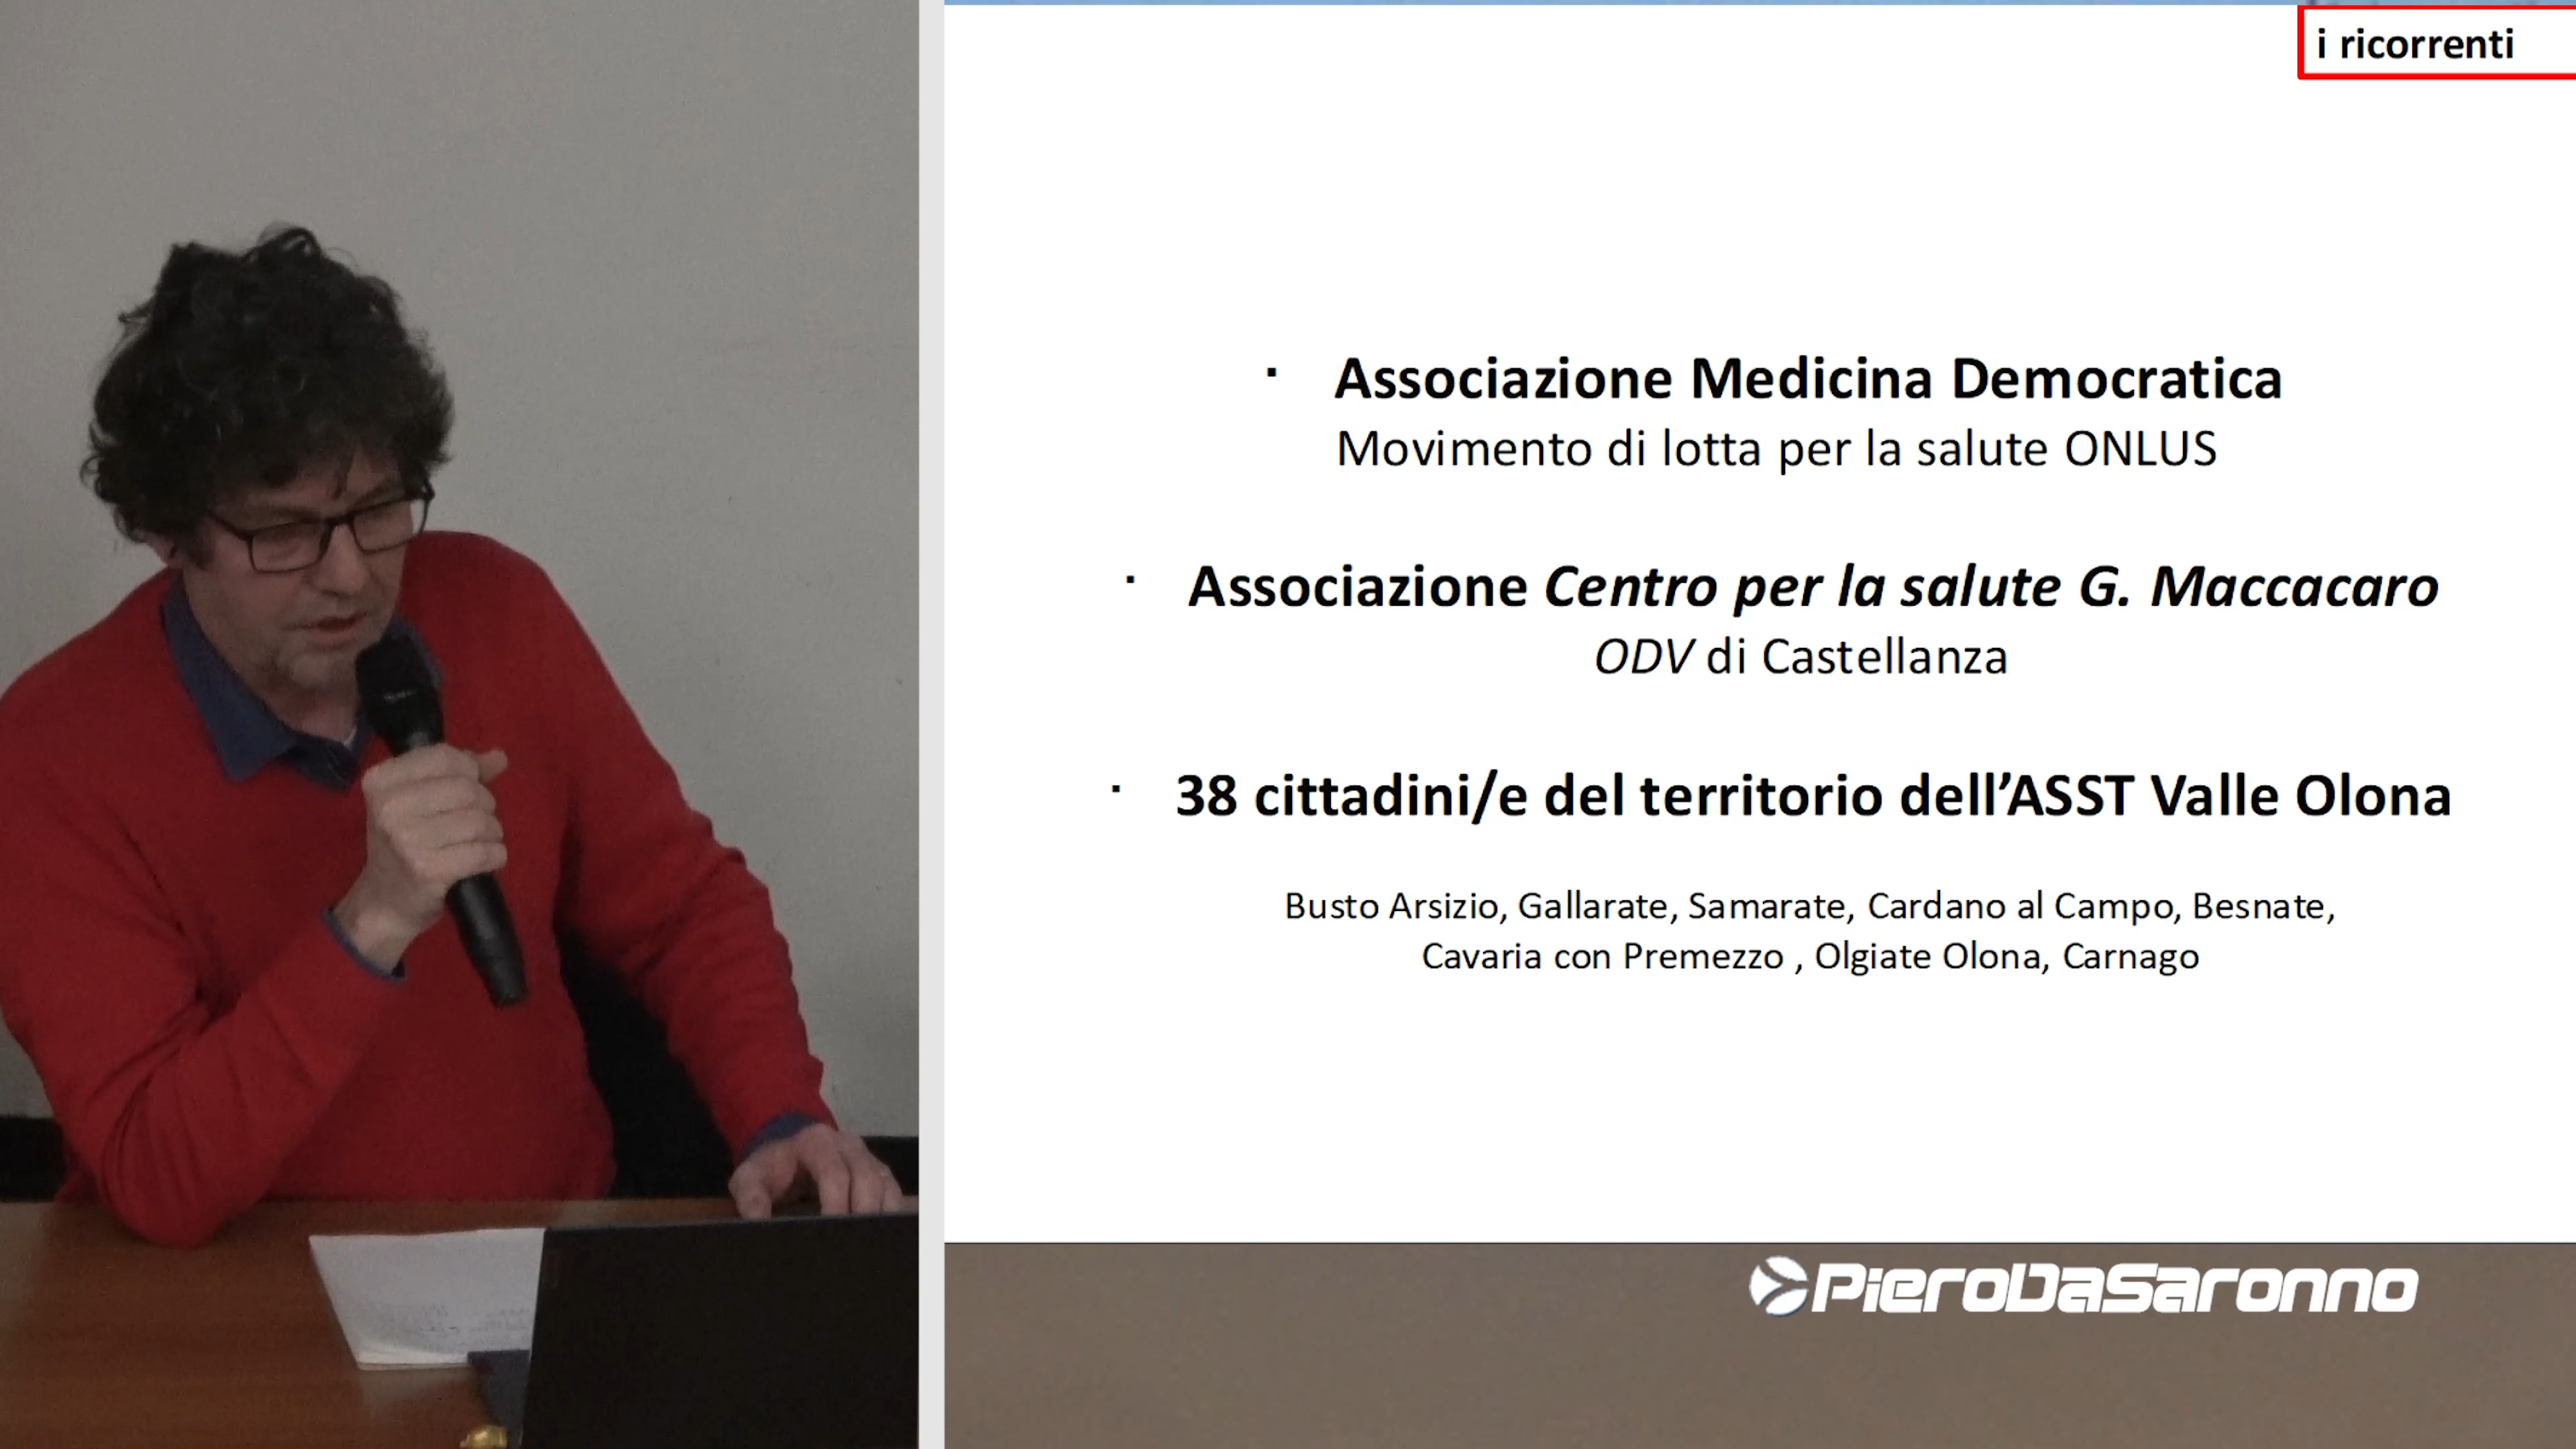 i ricorrenti
· Associazione Medicina Democratica
Movimento di lotta per la salute ONLUS
· Associazione Centro per la salute G. Maccacaro
ODV di Castellanza
· 38 cittadini/e del territorio dell’ASST Valle Olona
Busto Arsizio, Gallarate, Samarate, Cardano al Campo, Besnate,
Cavaria con Premezzo , Olgiate Olona, Carnago
PieroDaSaronno